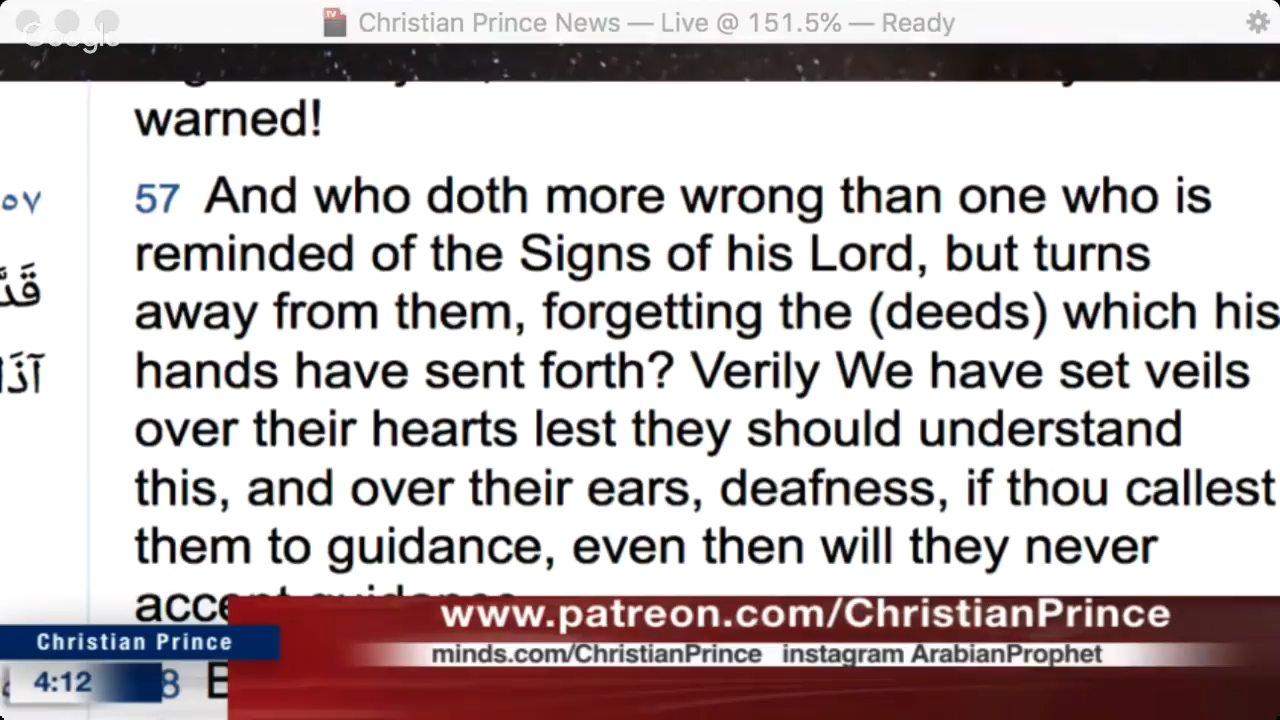 Christian Prince News — Live @ 151.5% — Ready
Google
warned!
٥٧
57 And who doth more wrong than one who is
reminded of the Signs of his Lord, but turns
away from them, forgetting the (deeds) which his
hands have sent forth? Verily We have set veils
over their hearts lest they should understand
this, and over their ears, deafness, if thou callest
them to guidance, even then will they never
accept guidance
www.patreon.com/ChristianPrince
Christian Prince
minds.com/ChristianPrince instagram ArabianProphet
4:12
8 B